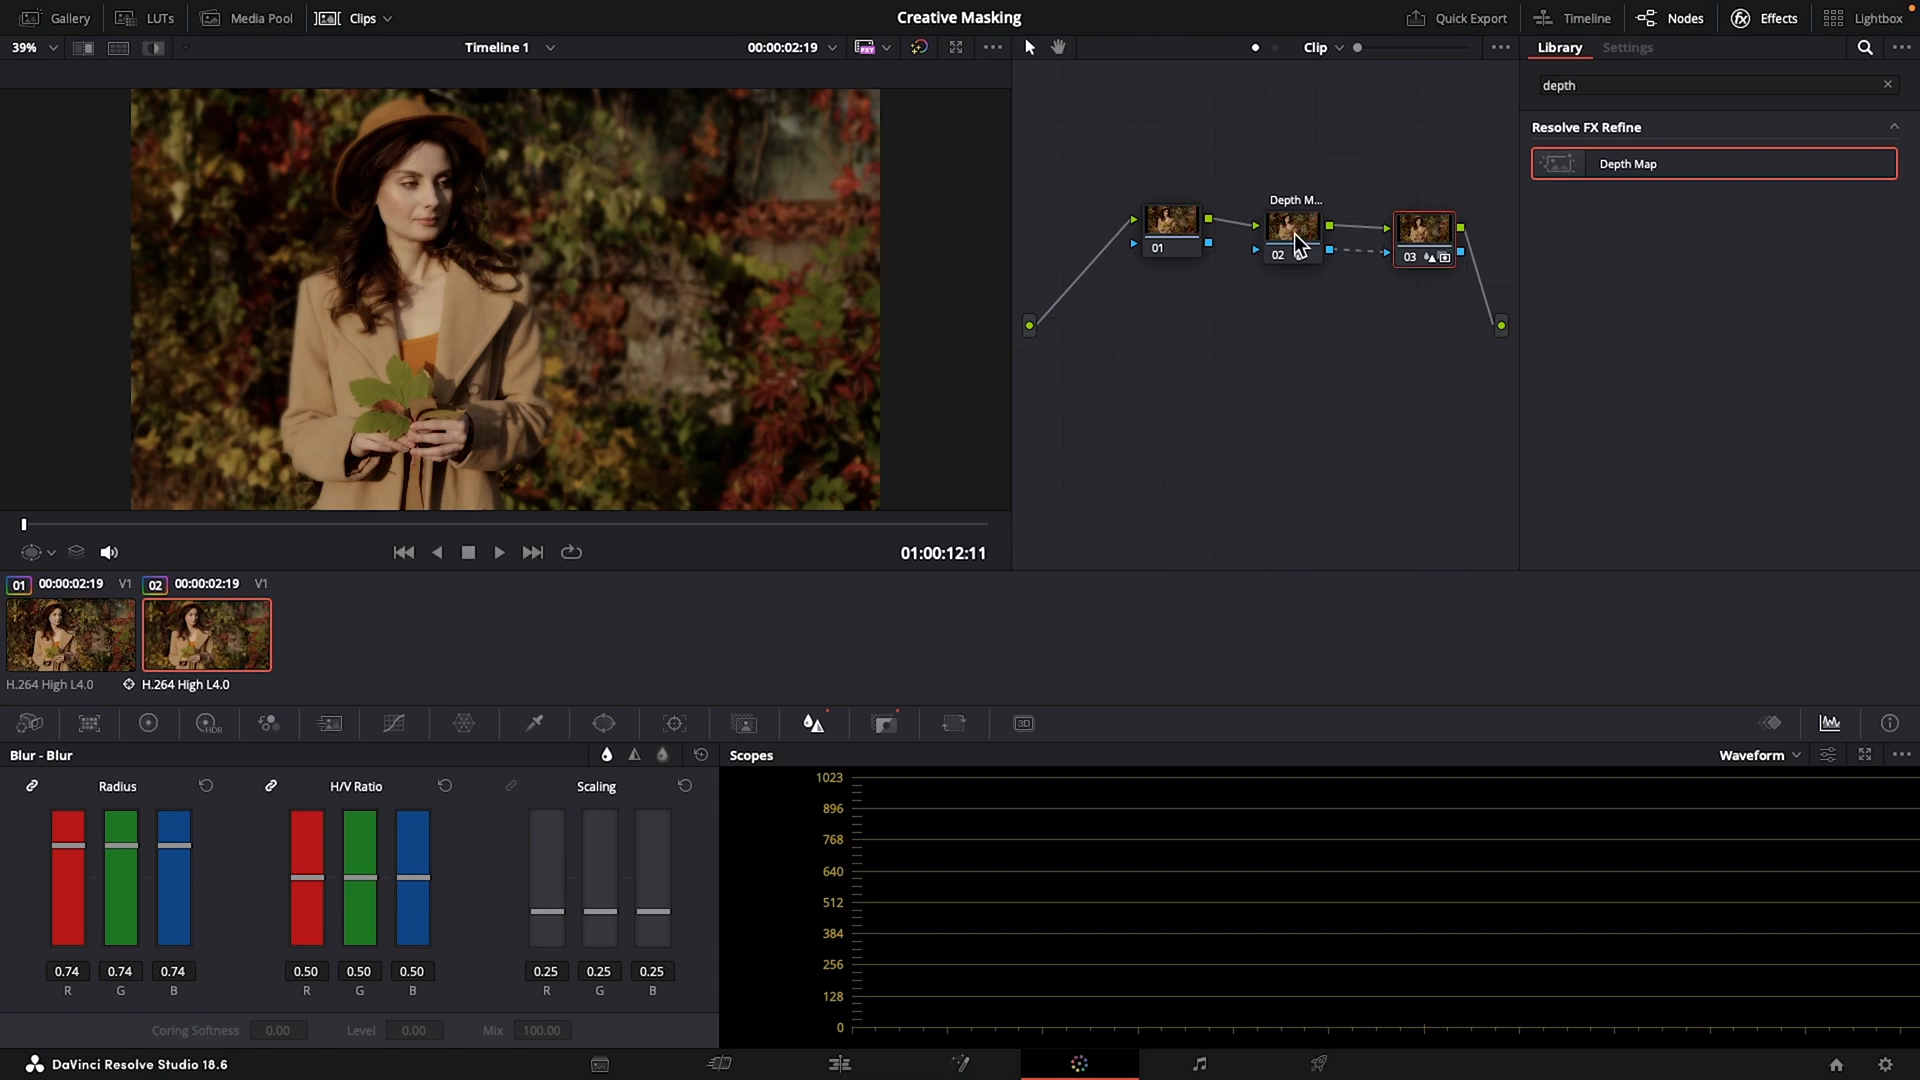 Gallery LUTs Media Pool Clips Creative Masking Quick Export Timeline Nodes Effects Lightbox
39% Timeline 1 00:00:02:19 Clip Library Settings
depth
Resolve FX Refine
Depth Map
Depth M...
01 02 03
01:00:12:11
01 00:00:02:19 V1 02 00:00:02:19 V1
H.264 High L4.0 H.264 High L4.0
HDR 3D
Blur - Blur Scopes Waveform
Radius H/V Ratio Scaling
1023
896
768
640
512
384
256
128
0
0.74 0.74 0.74 0.50 0.50 0.50 0.25 0.25 0.25
R G B R G B R G B
Coring Softness 0.00 Level 0.00 Mix 100.00
DaVinci Resolve Studio 18.6